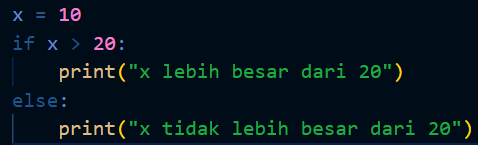 x = 10
if x > 20:
    print("x lebih besar dari 20")
else:
    print("x tidak lebih besar dari 20")